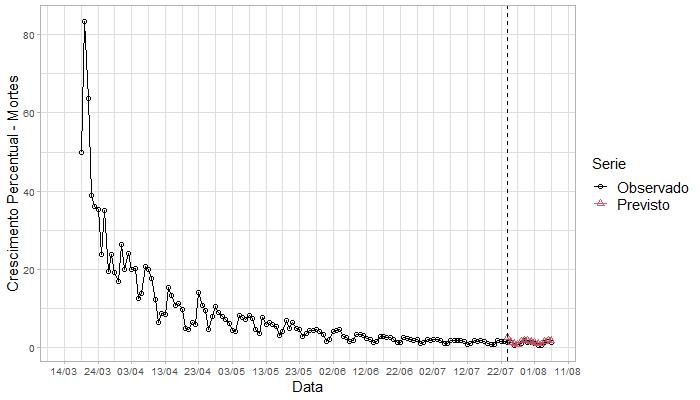 Crescimento Percentual - Mortes
80
60
40
20
0
14/03 24/03 03/04 13/04 23/04 03/05 13/05 23/05 02/06 12/06 22/06 02/07 12/07 22/07 01/08 11/08
Data
Serie
Observado
Previsto